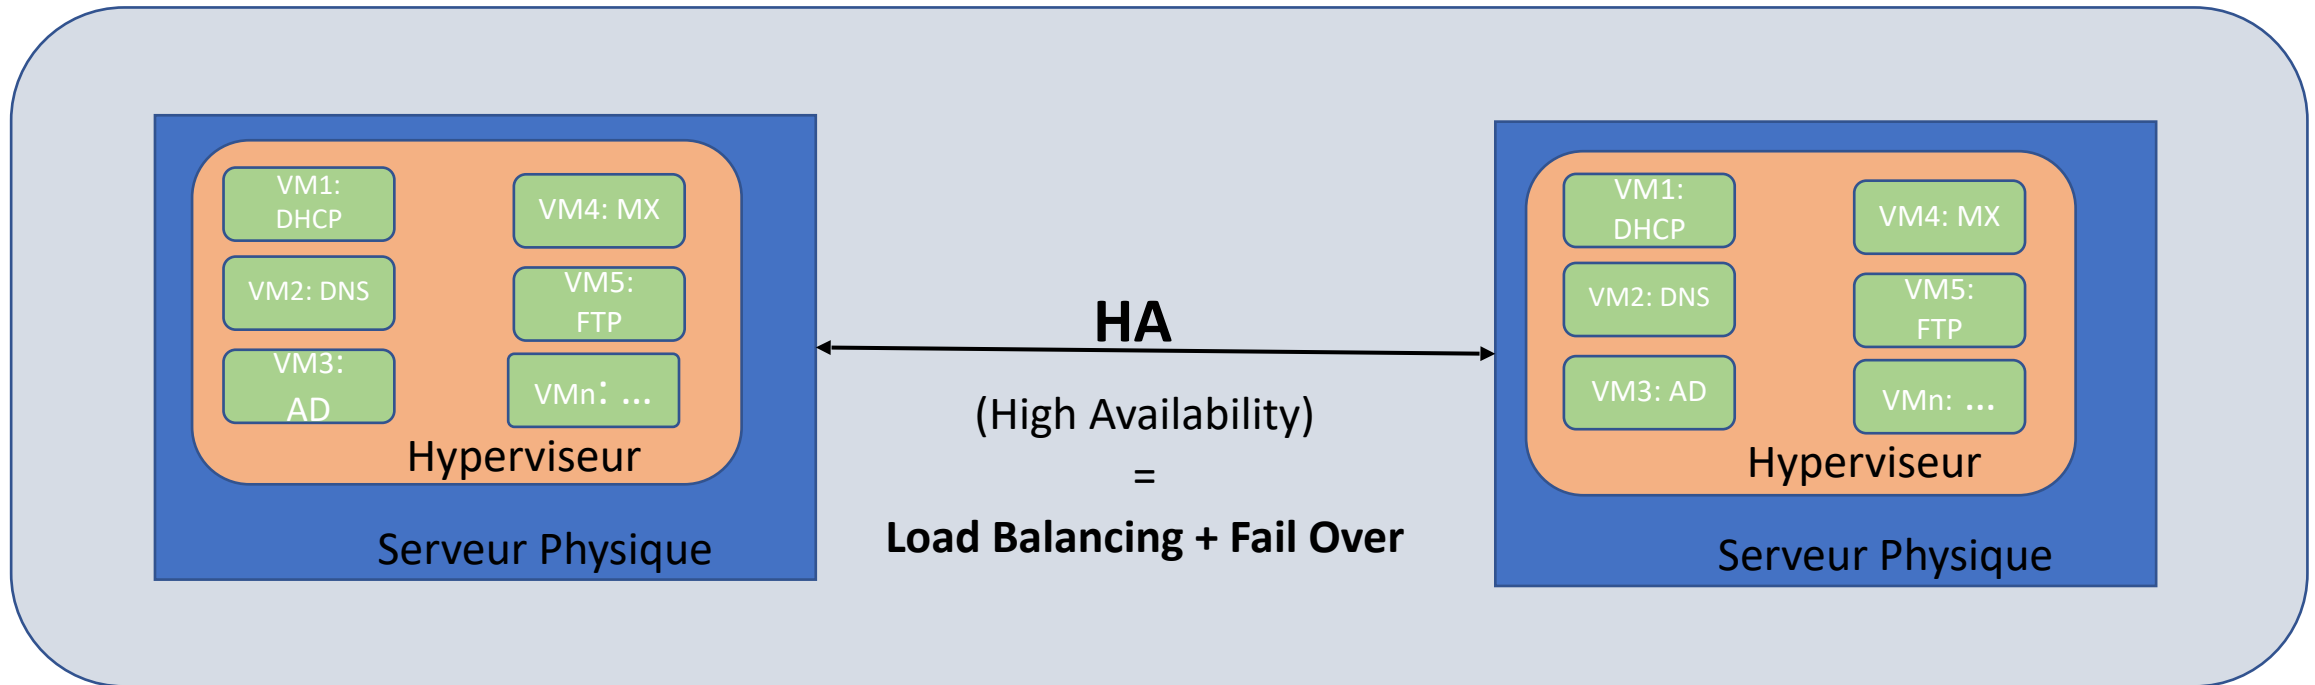 VM1:
DHCP
VM4: MX
VM2: DNS
VM5:
FTP
VM3:
AD
VMn: ...
Hyperviseur
Serveur Physique
HA
(High Availability)
=
Load Balancing + Fail Over
VM1:
DHCP
VM4: MX
VM2: DNS
VM5:
FTP
VM3: AD
VMn: ...
Hyperviseur
Serveur Physique